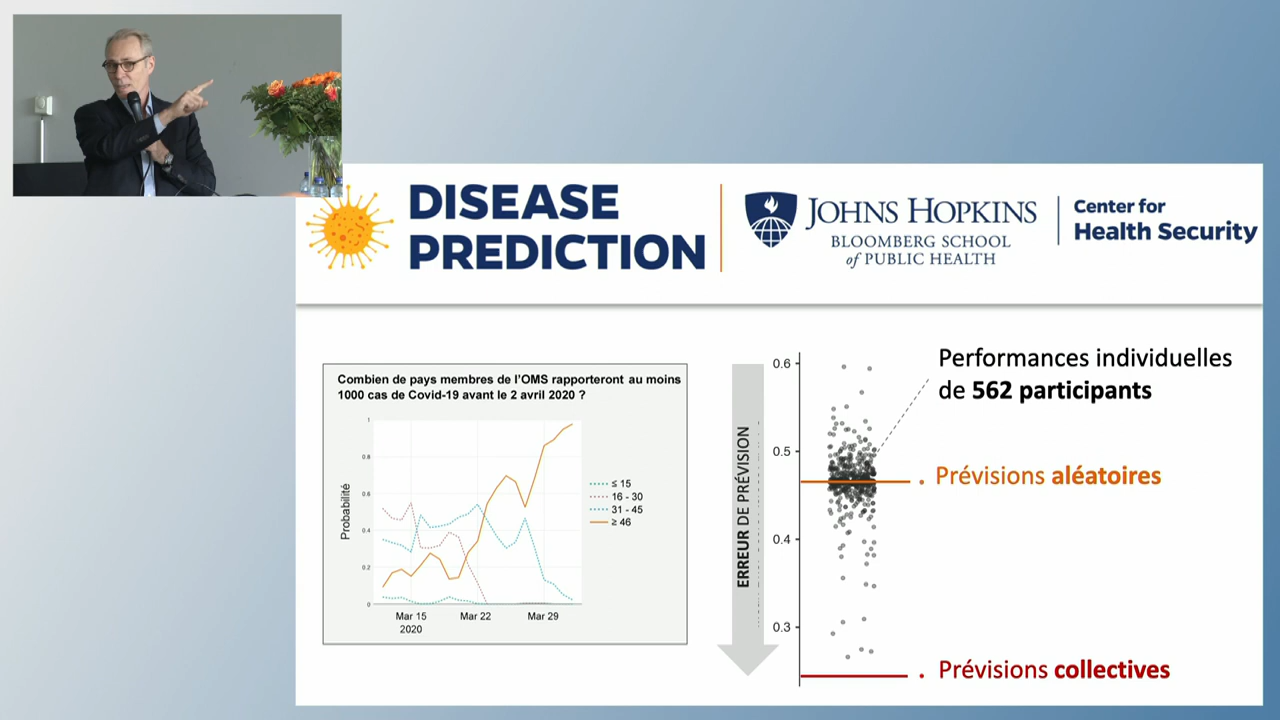 DISEASE
PREDICTION
JOHNS HOPKINS
BLOOMBERG SCHOOL
of PUBLIC HEALTH
Center for
Health Security
Combien de pays membres de l'OMS rapporteront au moins
1000 cas de Covid-19 avant le 2 avril 2020 ?
Probabilité
1
0.8
0.6
0.4
0.2
0
Mar 15
2020
Mar 22
Mar 29
≤ 15
16 - 30
31 - 45
≥ 46
ERREUR DE PRÉVISION
0.6
0.5
0.4
0.3
Performances individuelles
de 562 participants
Prévisions aléatoires
Prévisions collectives